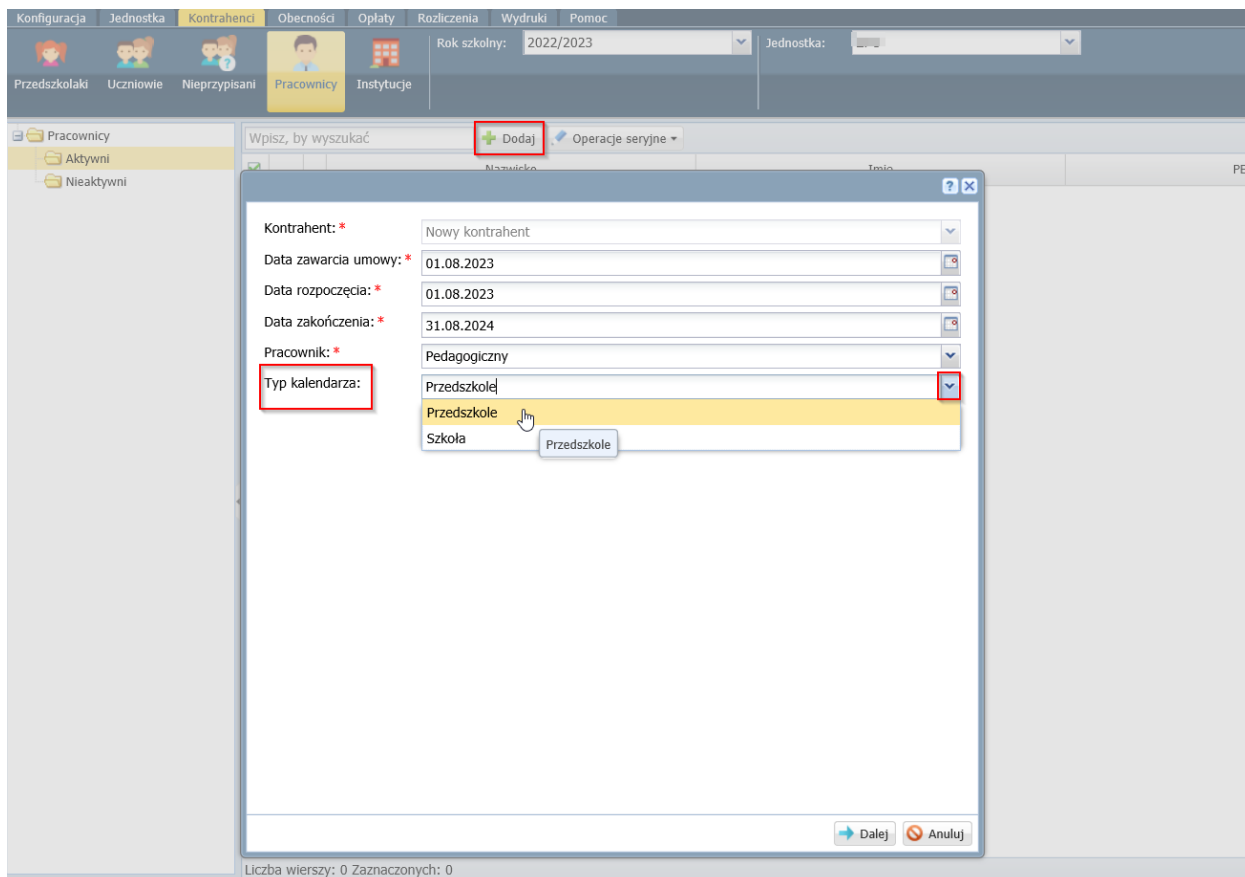 Konfiguracja Jednostka Kontrahenci Obecności Opłaty Rozliczenia Wydruki Pomoc
Rok szkolny: 2022/2023 Jednostka:
Przedszkolaki Uczniowie Nieprzypisani Pracownicy Instytucje
Pracownicy
Aktywni
Nieaktywni
Wpisz, by wyszukać Dodaj Operacje seryjne
Nazwisko Imię PE
Kontrahent: * Nowy kontrahent
Data zawarcia umowy: * 01.08.2023
Data rozpoczęcia: * 01.08.2023
Data zakończenia: * 31.08.2024
Pracownik: * Pedagogiczny
Typ kalendarza: Przedszkole
Przedszkole
Szkoła
Przedszkole
Dalej Anuluj
Liczba wierszy: 0 Zaznaczonych: 0